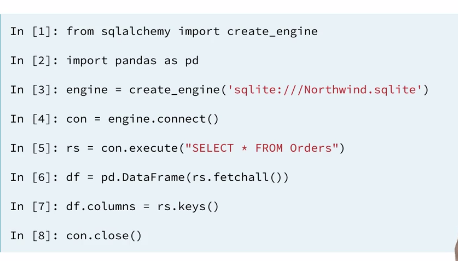 In [1]: from sqlalchemy import create_engine
In [2]: import pandas as pd
In [3]: engine = create_engine('sqlite:///Northwind.sqlite')
In [4]: con = engine.connect()
In [5]: rs = con.execute("SELECT * FROM Orders")
In [6]: df = pd.DataFrame(rs.fetchall())
In [7]: df.columns = rs.keys()
In [8]: con.close()